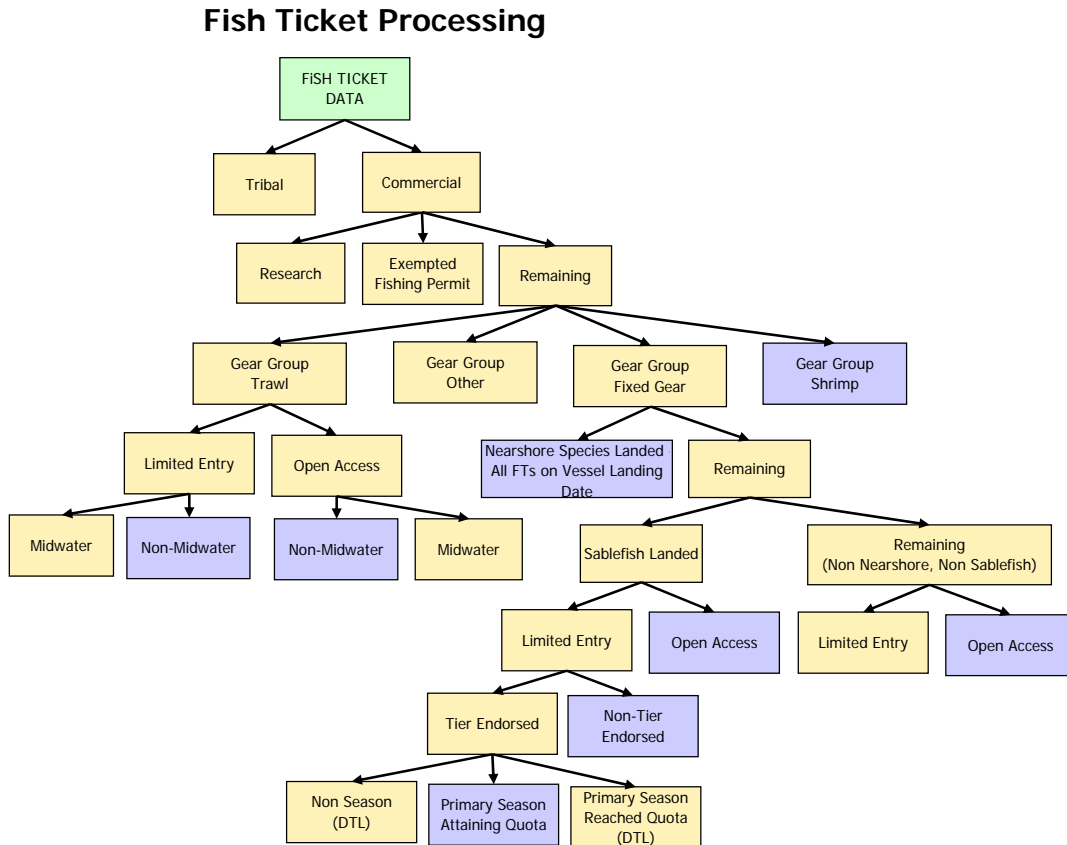 Fish Ticket Processing
FiSH TICKET
DATA
Tribal
Commercial
Research
Exempted
Fishing Permit
Remaining
Gear Group
Trawl
Gear Group
Other
Gear Group
Fixed Gear
Gear Group
Shrimp
Limited Entry
Open Access
Nearshore Species Landed -
All FTs on Vessel Landing
Date
Remaining
Midwater
Non-Midwater
Non-Midwater
Midwater
Sablefish Landed
Remaining
(Non Nearshore, Non Sablefish)
Limited Entry
Open Access
Limited Entry
Open Access
Tier Endorsed
Non-Tier
Endorsed
Non Season
(DTL)
Primary Season
Attaining Quota
Primary Season
Reached Quota
(DTL)